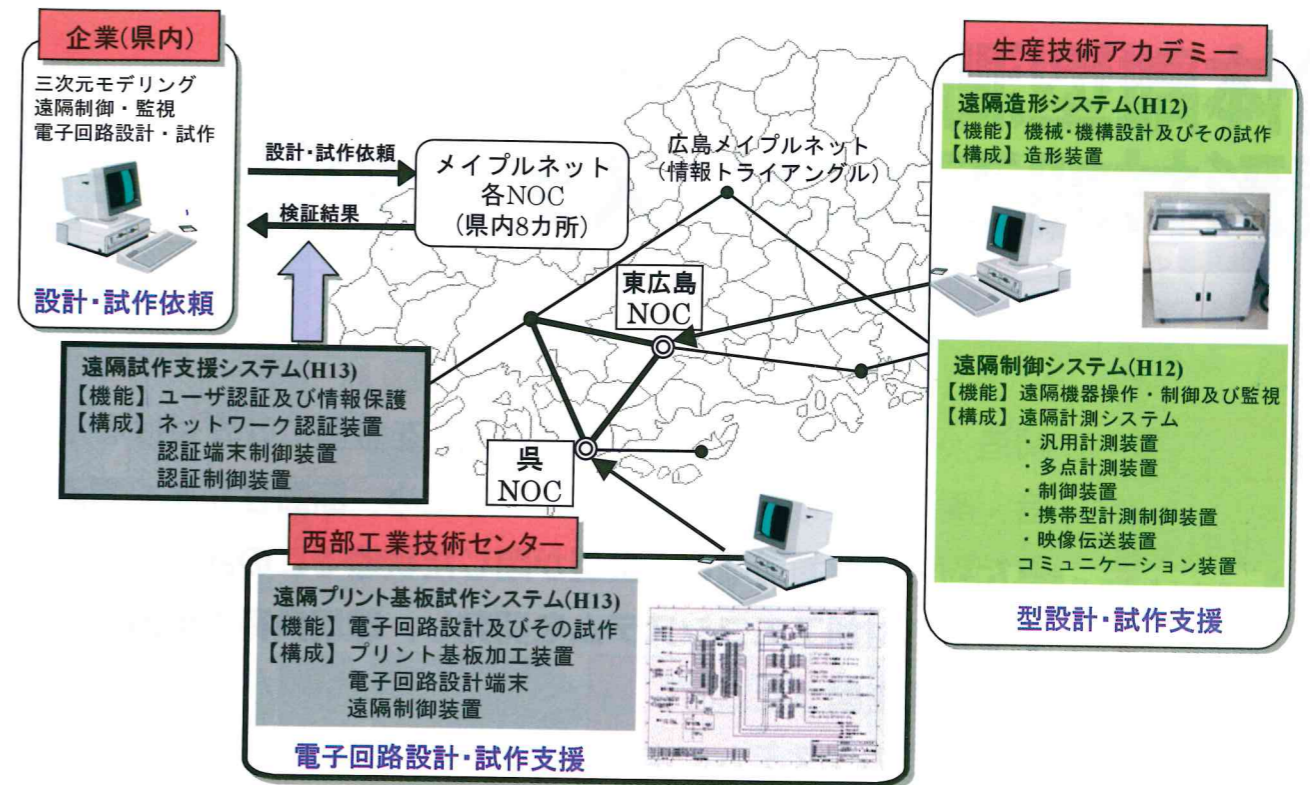 企業(県内)
三次元モデリング
遠隔制御・監視
電子回路設計・試作
設計・試作依頼
設計・試作依頼
検証結果
メイプルネット
各NOC
(県内8カ所)
広島メイプルネット
(情報トライアングル)
東広島
NOC
呉
NOC
遠隔試作支援システム(H13)
【機能】ユーザ認証及び情報保護
【構成】ネットワーク認証装置
認証端末制御装置
認証制御装置
西部工業技術センター
遠隔プリント基板試作システム(H13)
【機能】電子回路設計及びその試作
【構成】プリント基板加工装置
電子回路設計端末
遠隔制御装置
電子回路設計・試作支援
生産技術アカデミー
遠隔造形システム(H12)
【機能】機械・機構設計及びその試作
【構成】造形装置
遠隔制御システム(H12)
【機能】遠隔機器操作・制御及び監視
【構成】遠隔計測システム
・汎用計測装置
・多点計測装置
・制御装置
・携帯型計測制御装置
・映像伝送装置
コミュニケーション装置
型設計・試作支援